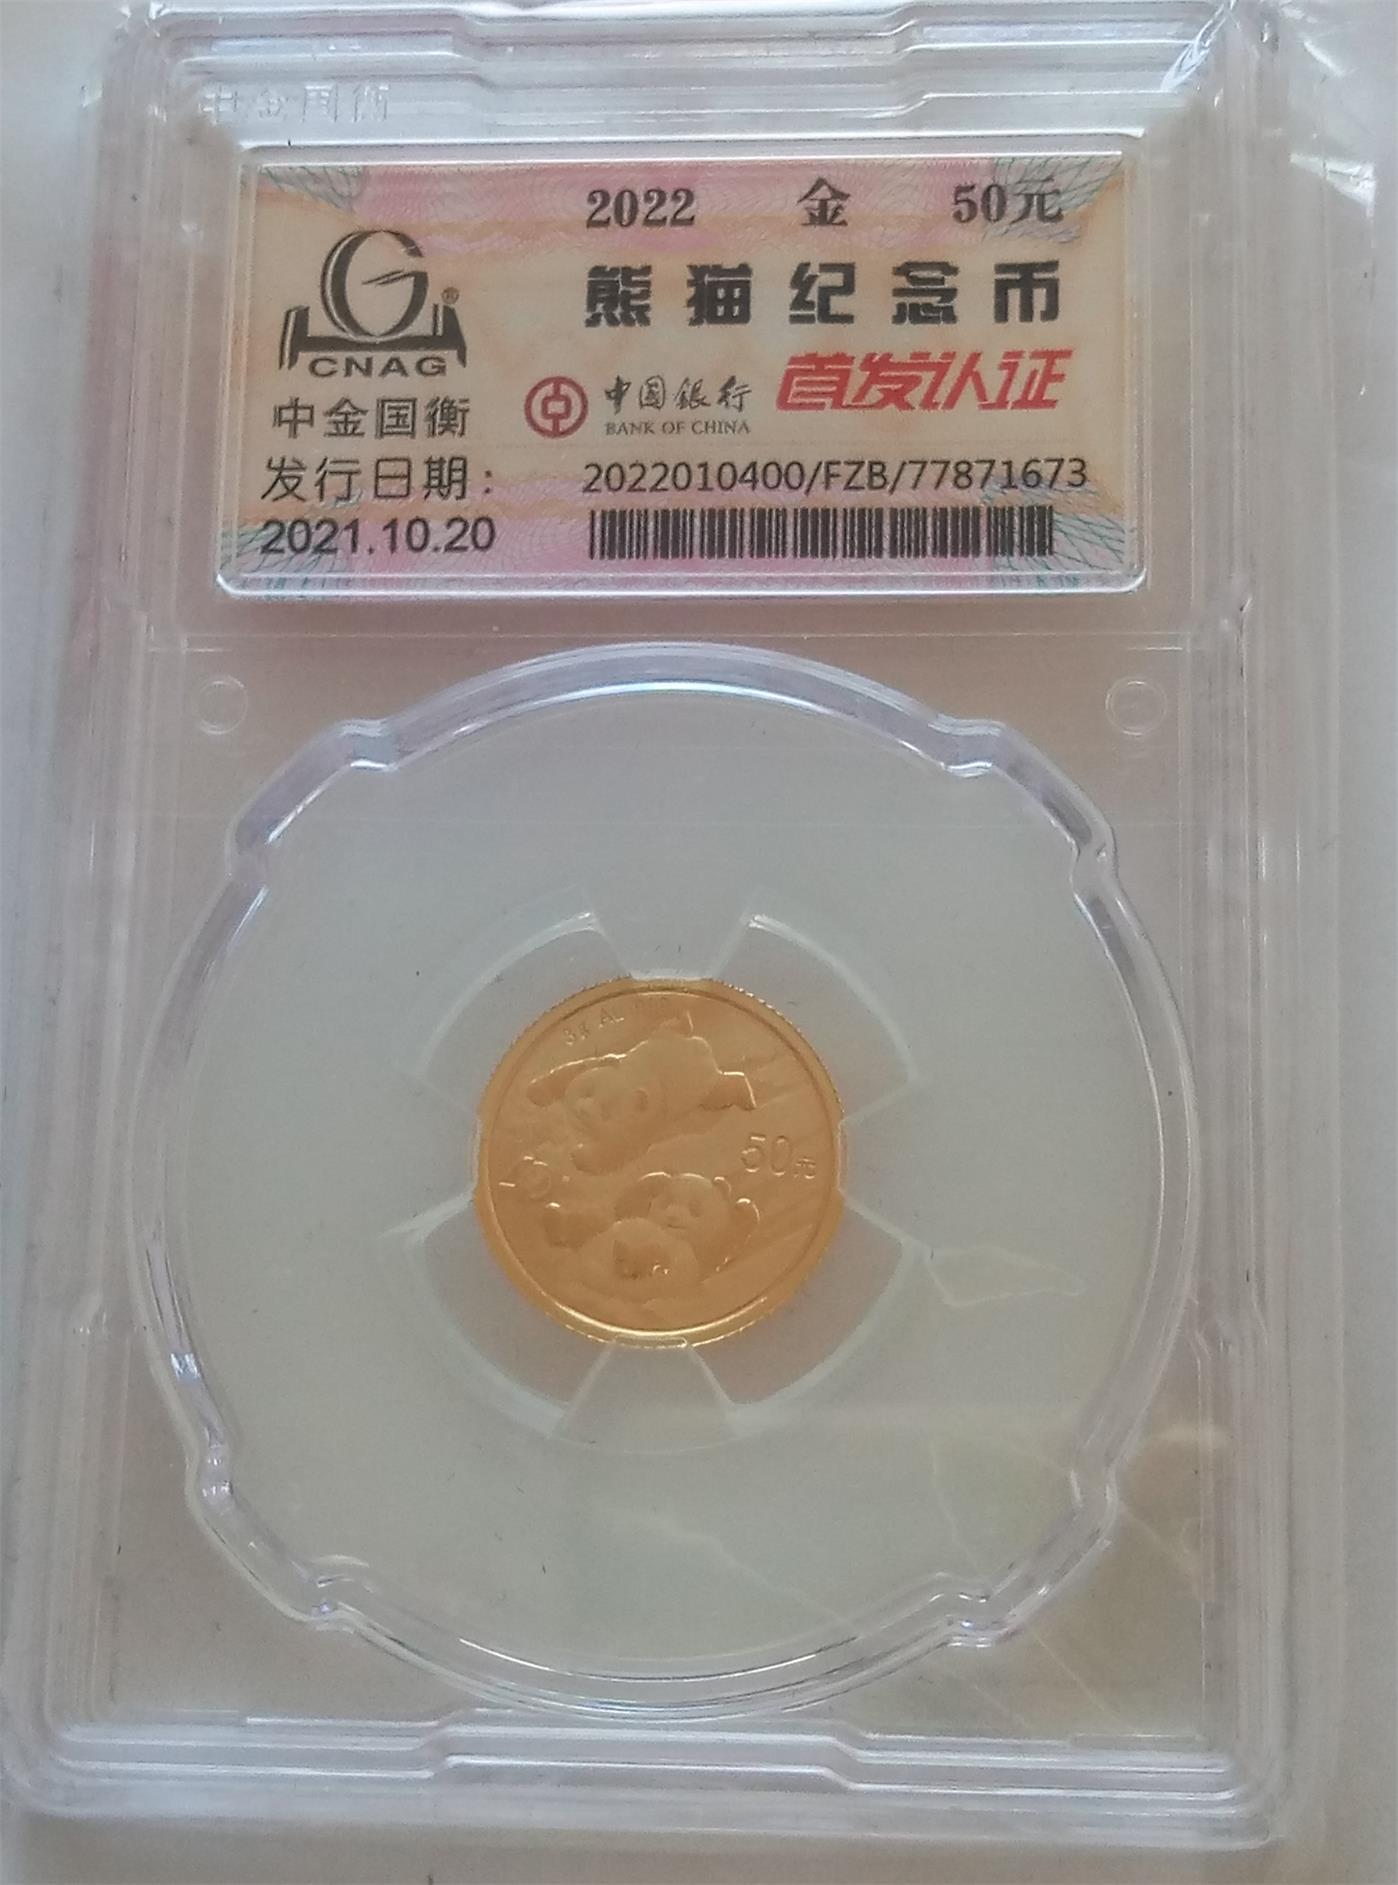 中金国衡
2022 金 50元
熊猫纪念币
CNAG
中金国衡
中国銀行
BANK OF CHINA
首发认证
发行日期：
2021.10.20
2022010400/FZB/77871673
3g
50元